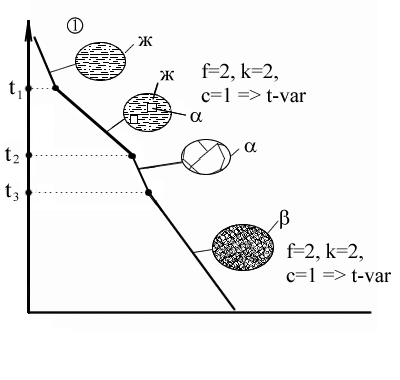 ①
ж
ж
f=2, k=2,
c=1 => t-var
α
t₁
α
t₂
t₃
β
f=2, k=2,
c=1 => t-var